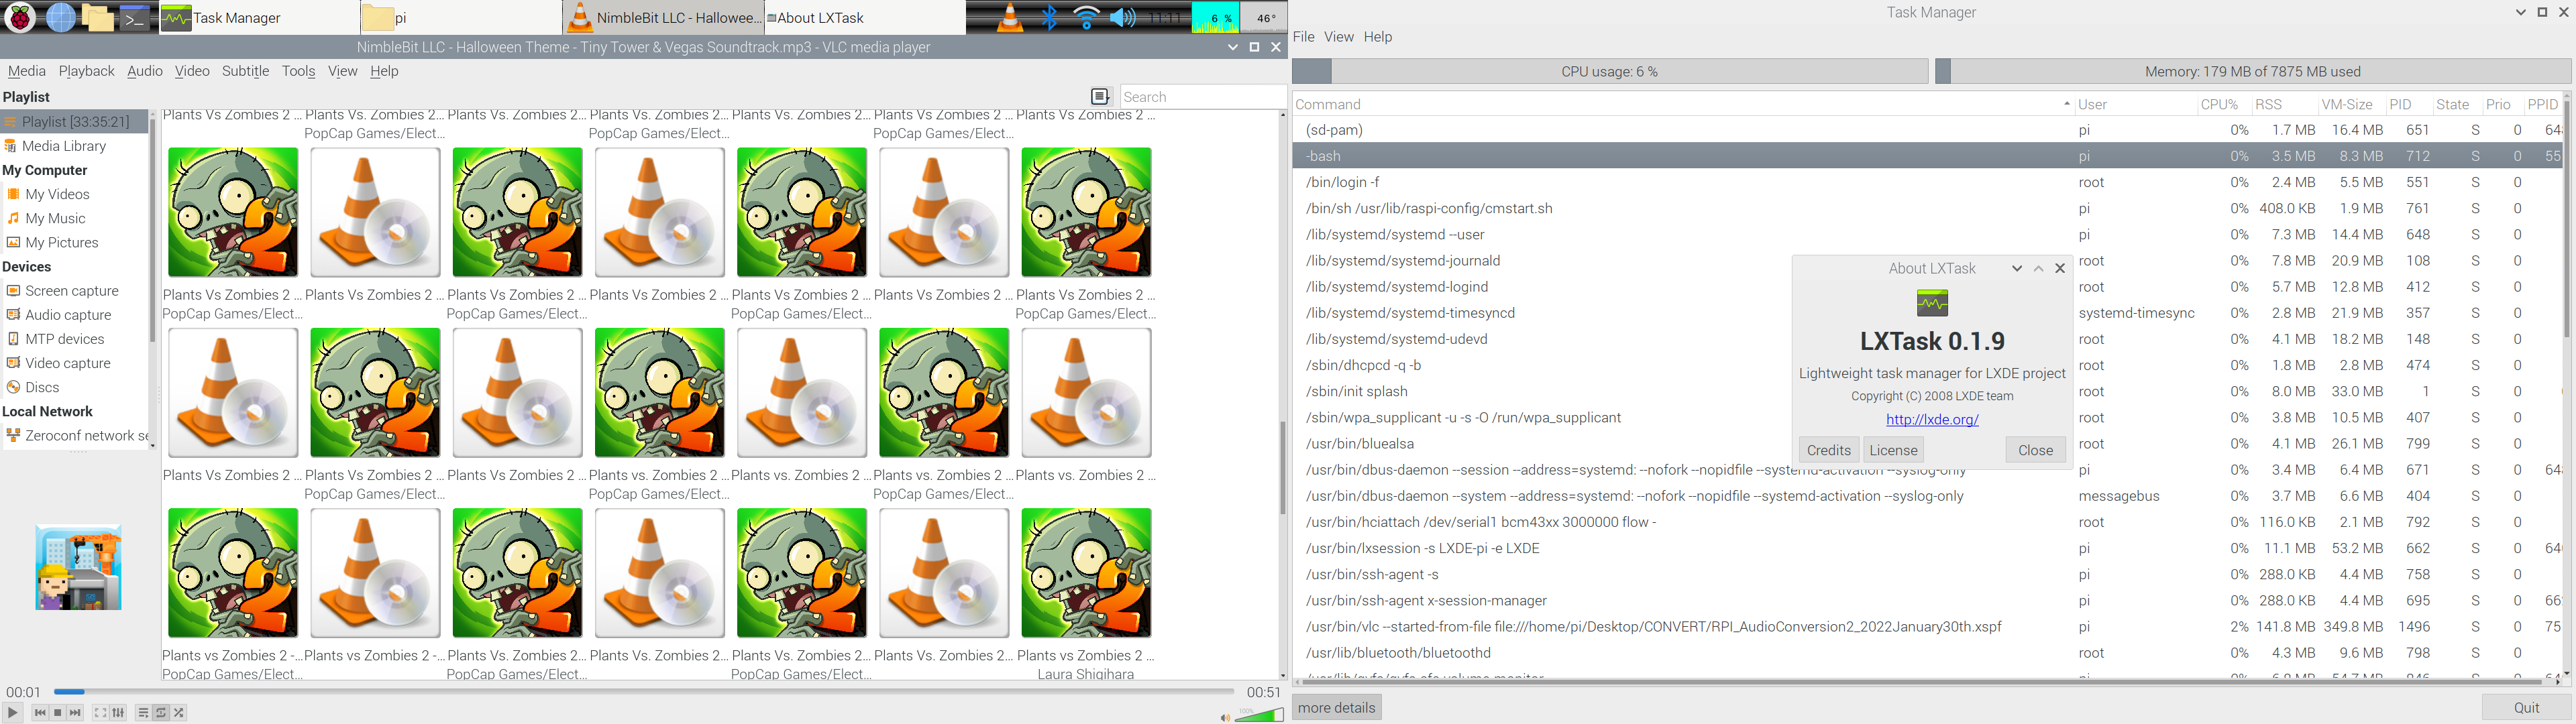 Task Manager
pi
NimbleBit LLC - Hallowee...
About LXTask
11:11
6 %
46°
NimbleBit LLC - Halloween Theme - Tiny Tower & Vegas Soundtrack.mp3 - VLC media player
Media Playback Audio Video Subtitle Tools View Help
Playlist
Search
Playlist [33:35:21]
Media Library
My Computer
My Videos
My Music
My Pictures
Devices
Screen capture
Audio capture
MTP devices
Video capture
Discs
Local Network
Zeroconf network se
Plants Vs Zombies 2 ... Plants Vs Zombies 2 ... Plants Vs Zombies 2 ... Plants Vs Zombies 2 ... Plants Vs Zombies 2 ... Plants Vs Zombies 2 ... Plants Vs Zombies 2 ...
PopCap Games/Elect... PopCap Games/Elect... PopCap Games/Elect...
Plants Vs Zombies 2 ... Plants Vs Zombies 2 ... Plants Vs Zombies 2 ... Plants Vs Zombies 2 ... Plants Vs Zombies 2 ... Plants Vs Zombies 2 ... Plants Vs Zombies 2 ...
PopCap Games/Elect... PopCap Games/Elect... PopCap Games/Elect... PopCap Games/Elect...
Plants Vs Zombies 2 ... Plants Vs Zombies 2 ... Plants Vs Zombies 2 ... Plants vs. Zombies 2 ... Plants vs. Zombies 2 ... Plants vs. Zombies 2 ... Plants vs. Zombies 2 ...
PopCap Games/Elect... PopCap Games/Elect... PopCap Games/Elect...
Plants vs Zombies 2 -... Plants vs Zombies 2 -... Plants Vs. Zombies 2... Plants Vs. Zombies 2... Plants Vs. Zombies 2... Plants Vs. Zombies 2... Plants vs Zombies 2 ...
PopCap Games/Elect... PopCap Games/Elect... PopCap Games/Elect... Laura Shigihara
00:01
00:51
100%
Task Manager
File View Help
CPU usage: 6 %
Memory: 179 MB of 7875 MB used
Command User CPU% RSS VM-Size PID State Prio PPID
(sd-pam) pi 0% 1.7 MB 16.4 MB 651 S 0 64
-bash pi 0% 3.5 MB 8.3 MB 712 S 0 55
/bin/login -f root 0% 2.4 MB 5.5 MB 551 S 0
/bin/sh /usr/lib/raspi-config/cmstart.sh pi 0% 408.0 KB 1.9 MB 761 S 0
/lib/systemd/systemd --user pi 0% 7.3 MB 14.4 MB 648 S 0
/lib/systemd/systemd-journald root 0% 7.8 MB 20.9 MB 108 S 0
/lib/systemd/systemd-logind root 0% 5.7 MB 12.8 MB 412 S 0
/lib/systemd/systemd-timesyncd systemd-timesync 0% 2.8 MB 21.9 MB 357 S 0
/lib/systemd/systemd-udevd root 0% 4.1 MB 18.2 MB 148 S 0
/sbin/dhcpcd -q -b root 0% 1.8 MB 2.8 MB 474 S 0
/sbin/init splash root 0% 8.0 MB 33.0 MB 1 S 0
/sbin/wpa_supplicant -u -s -O /run/wpa_supplicant root 0% 3.8 MB 10.5 MB 407 S 0
/usr/bin/bluealsa root 0% 4.1 MB 26.1 MB 799 S 0
/usr/bin/dbus-daemon --session --address=systemd: --nofork --nopidfile --systemd-activation --syslog-only pi 0% 3.4 MB 6.4 MB 671 S 0 64
/usr/bin/dbus-daemon --system --address=systemd: --nofork --nopidfile --systemd-activation --syslog-only messagebus 0% 3.7 MB 6.6 MB 404 S 0
/usr/bin/hciattach /dev/serial1 bcm43xx 3000000 flow - root 0% 116.0 KB 2.1 MB 792 S 0
/usr/bin/lxsession -s LXDE-pi -e LXDE pi 0% 11.1 MB 53.2 MB 662 S 0 64
/usr/bin/ssh-agent -s pi 0% 288.0 KB 4.4 MB 758 S 0
/usr/bin/ssh-agent x-session-manager pi 0% 288.0 KB 4.4 MB 695 S 0 66
/usr/bin/vlc --started-from-file file:///home/pi/Desktop/CONVERT/RPI_AudioConversion2_2022January30th.xspf pi 2% 141.8 MB 349.8 MB 1496 S 0 75
/usr/lib/bluetooth/bluetoothd root 0% 4.3 MB 9.6 MB 798 S 0
About LXTask
LXTask 0.1.9
Lightweight task manager for LXDE project
Copyright (C) 2008 LXDE team
http://lxde.org/
Credits License Close
more details
Quit